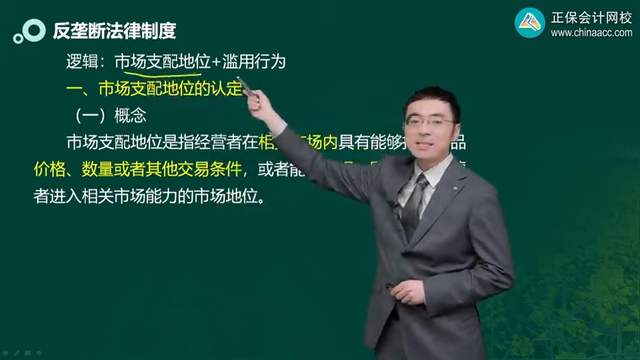 反垄断法律制度
正保会计网校
www.chinaacc.com
逻辑：市场支配地位+滥用行为
一、市场支配地位的认定
（一）概念
市场支配地位是指经营者在相 市场内具有能够 品
价格、数量或者其他交易条件，或者能
者进入相关市场能力的市场地位。